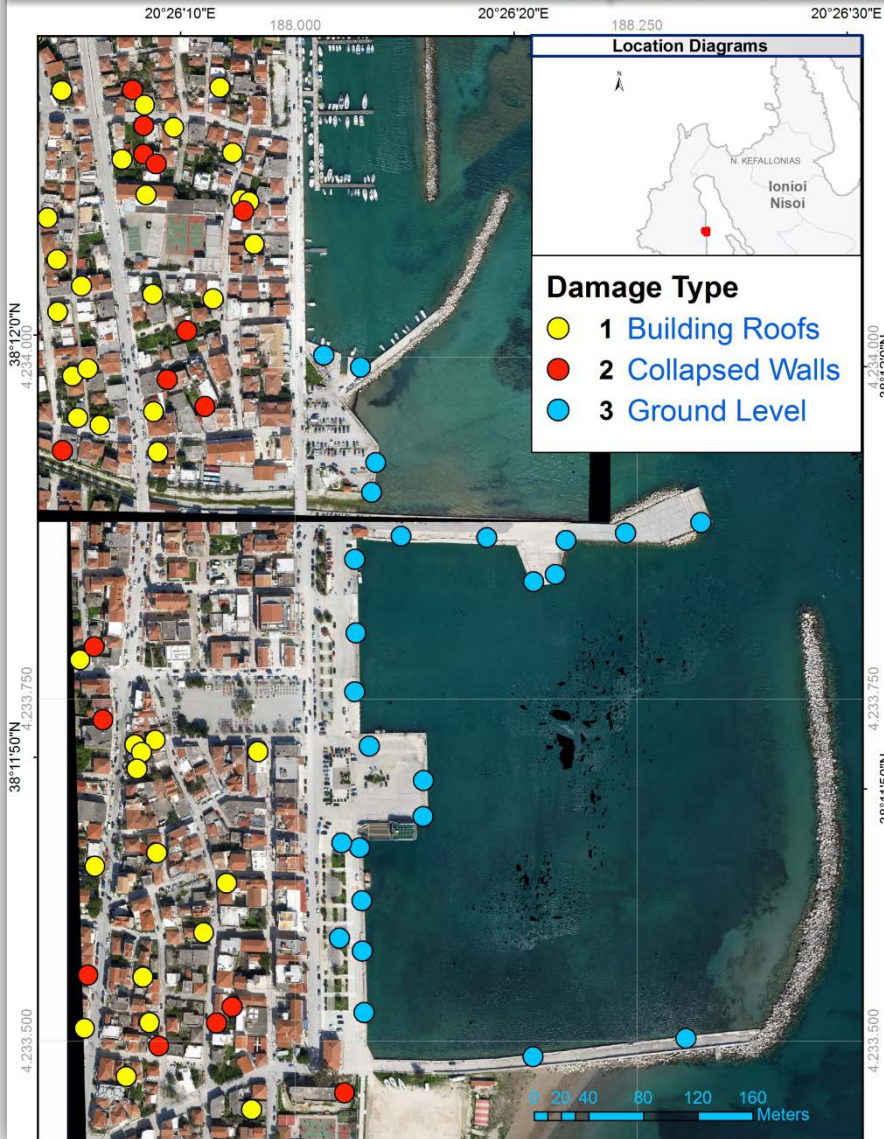 20°26'10"E
20°26'20"E
20°26'30"E
188.000
188.250
Location Diagrams
N
N. KEFALLONIAS
Ionioi
Nisoi
Damage Type
1 Building Roofs
2 Collapsed Walls
3 Ground Level
38°12'0"N
4.234.000
4.234.000
4.233.750
4.233.750
38°11'50"N
4.233.500
4.233.500
0 20 40 80 120 160
Meters